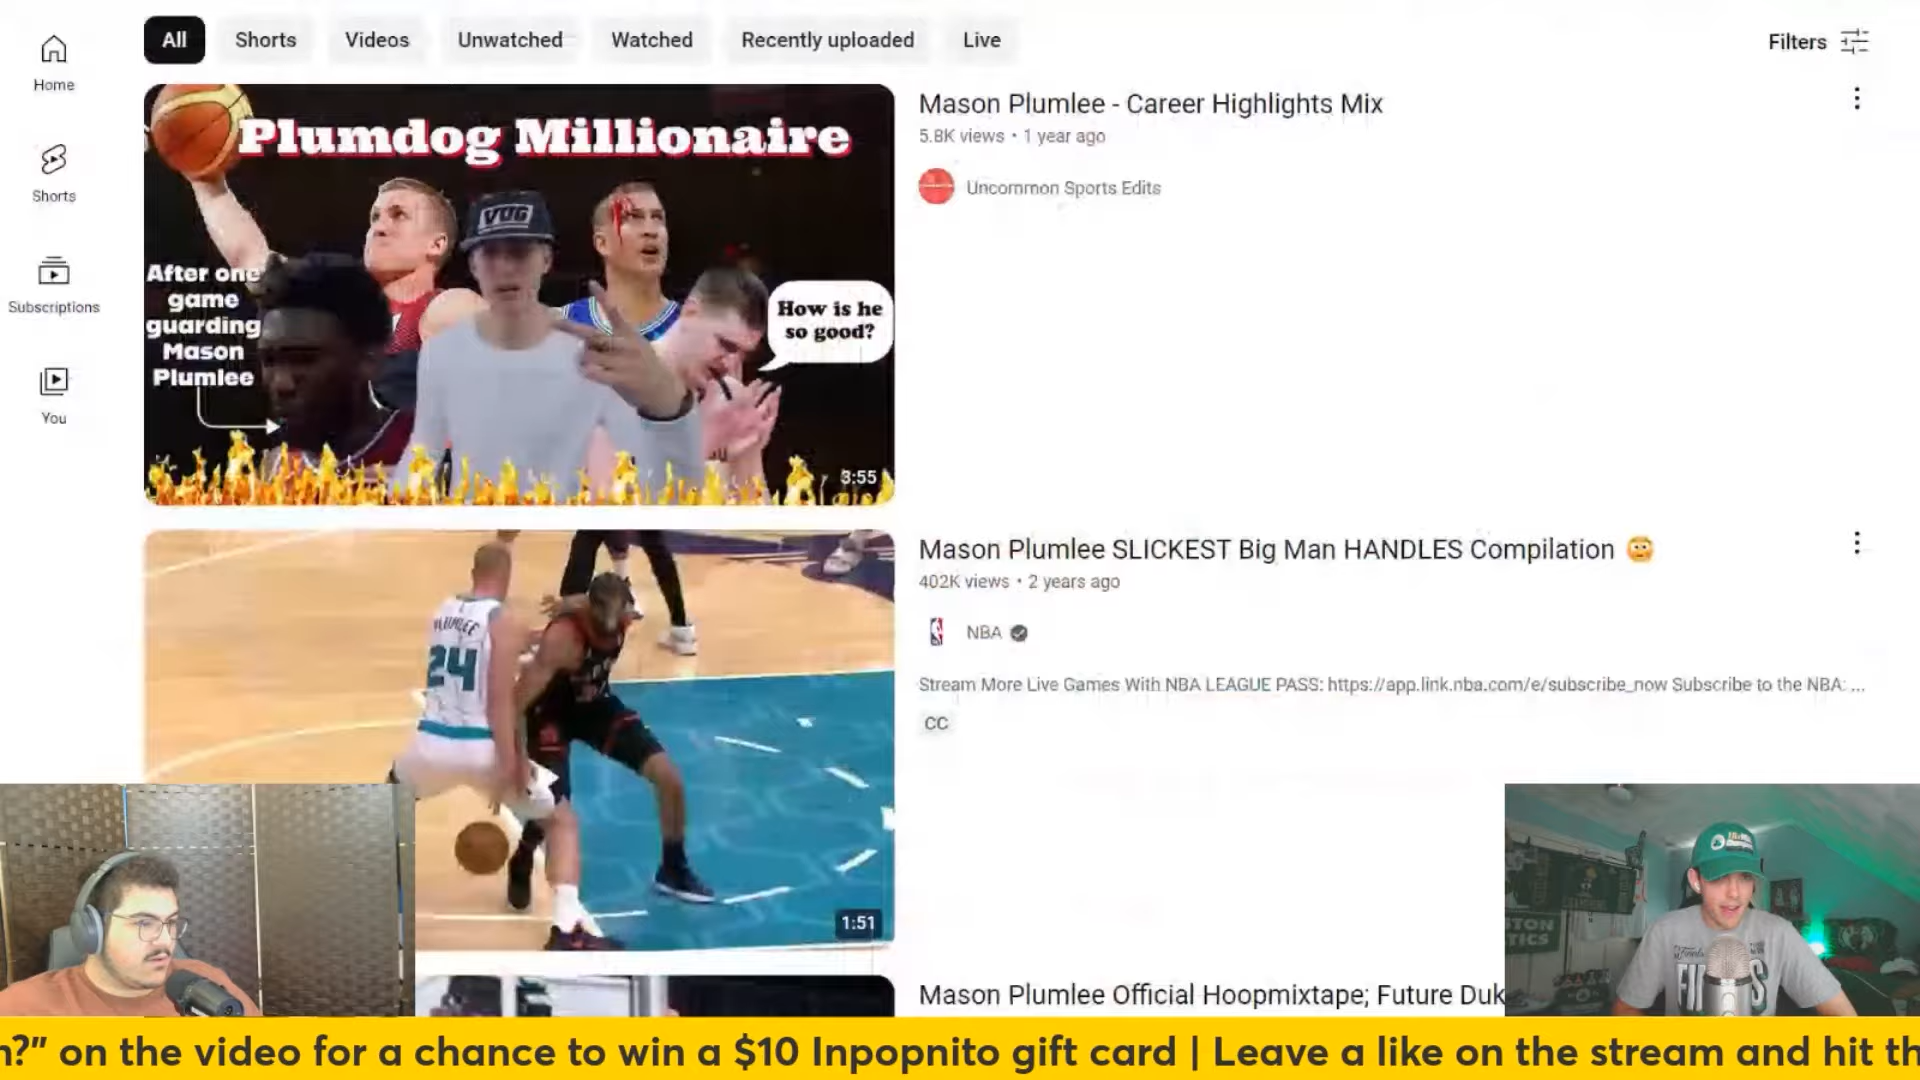 All
Shorts
Videos
Unwatched
Watched
Recently uploaded
Live
Filters
Home
Shorts
Subscriptions
You
Plumdog Millionaire
VUG
After one
game
guarding
Mason
Plumlee
How is he
so good?
3:55
Mason Plumlee - Career Highlights Mix
5.8K views • 1 year ago
Uncommon Sports Edits
PLUMLEE
24
1:51
Mason Plumlee SLICKEST Big Man HANDLES Compilation 😳
402K views • 2 years ago
NBA
Stream More Live Games With NBA LEAGUE PASS: https://app.link.nba.com/e/subscribe_now Subscribe to the NBA: ...
CC
Mason Plumlee Official Hoopmixtape; Future Duk
n?” on the video for a chance to win a $10 Inpopnito gift card | Leave a like on the stream and hit th